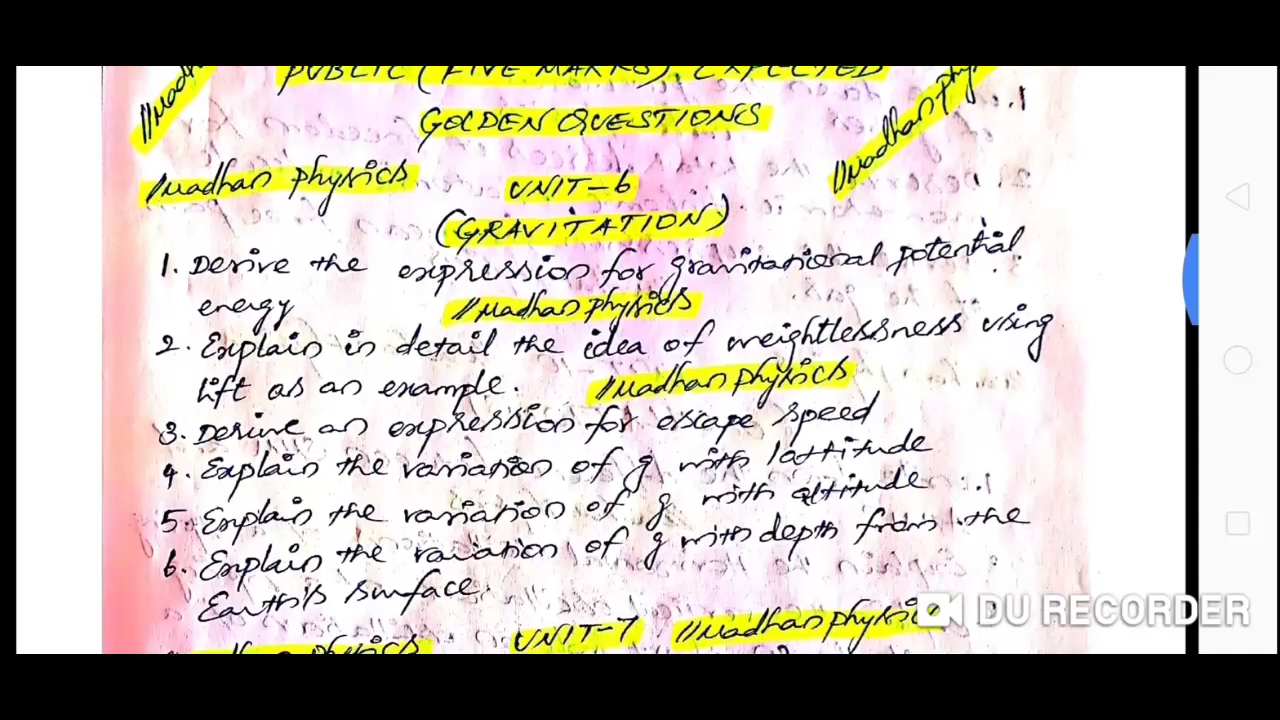 //Madhan
PUBLIC (FIVE MARKS) EXPECTED
GOLDEN QUESTIONS
//Madhan phy
//Madhan physics
UNIT-6
(GRAVITATION)
1. Derive the expression for gravitational potential
energy //Madhan physics
2. Explain in detail the idea of weightlessness using
lift as an example. //Madhan physics
3. Derive an expression for escape speed
4. Explain the variation of g with lattitude
5. Explain the variation of g with altitude
6. Explain the variation of g with depth from the
Earth's surface
UNIT-7 //Madhan physic
physics
DU RECORDER